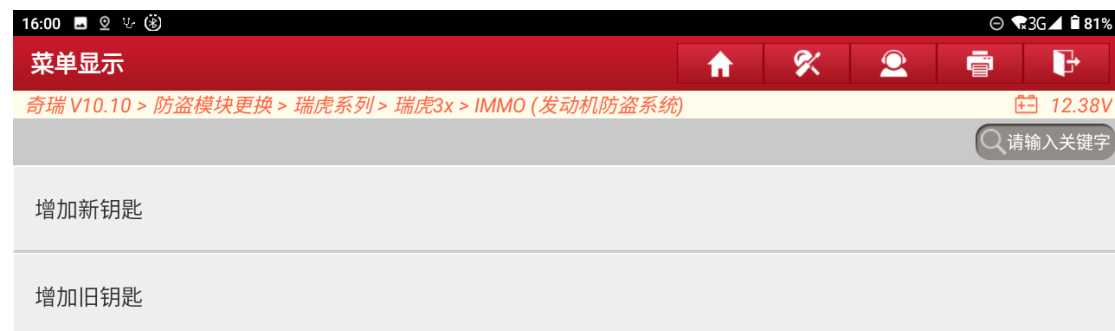 16:00 3G 81%
菜单显示
奇瑞 V10.10 > 防盗模块更换 > 瑞虎系列 > 瑞虎3x > IMMO (发动机防盗系统) 12.38V
请输入关键字
增加新钥匙
增加旧钥匙